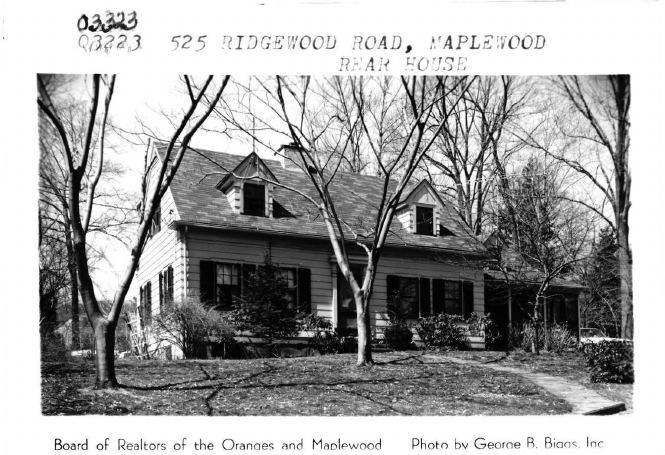 03323
03323 525 RIDGEWOOD ROAD, MAPLEWOOD
REAR HOUSE
Board of Realtors of the Oranges and Maplewood Photo by George B. Biggs, Inc